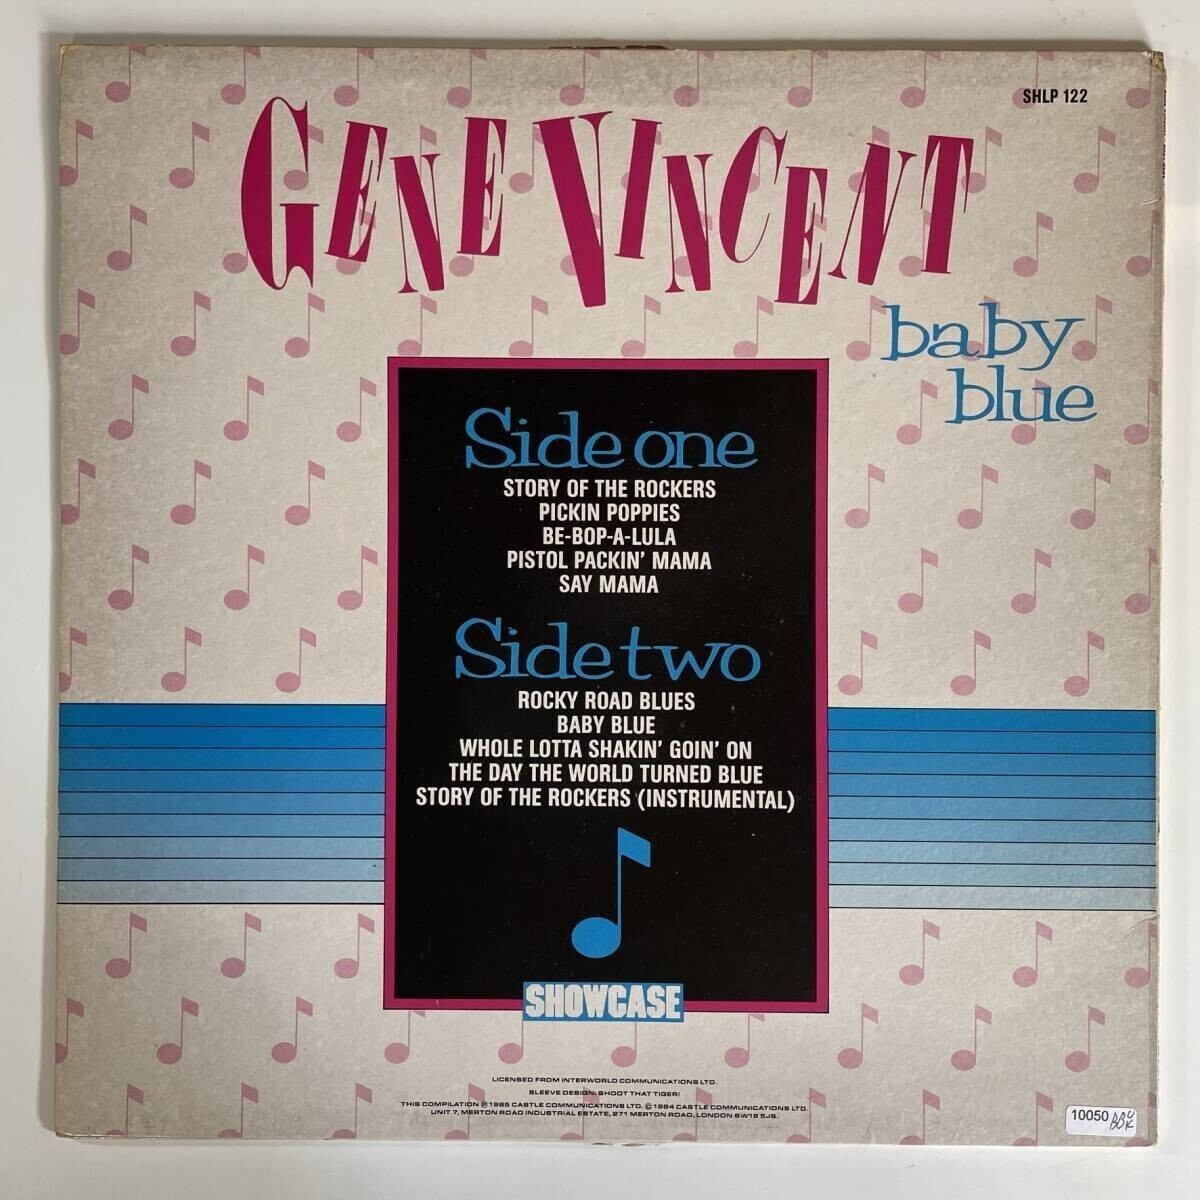 SHLP 122
GENE VINCENT
baby
blue
Side one
STORY OF THE ROCKERS
PICKIN POPPIES
BE-BOP-A-LULA
PISTOL PACKIN' MAMA
SAY MAMA
Side two
ROCKY ROAD BLUES
BABY BLUE
WHOLE LOTTA SHAKIN' GOIN' ON
THE DAY THE WORLD TURNED BLUE
STORY OF THE ROCKERS (INSTRUMENTAL)
SHOWCASE
LICENSED FROM INTERWORLD COMMUNICATIONS LTD.
SLEEVE DESIGN: SHOOT THAT TIGER!
THIS COMPILATION ℗ 1985 CASTLE COMMUNICATIONS LTD. © 1984 CASTLE COMMUNICATIONS LTD.
UNIT 7, MERTON ROAD INDUSTRIAL ESTATE, 271 MERTON ROAD, LONDON SW18 5JS.
10050